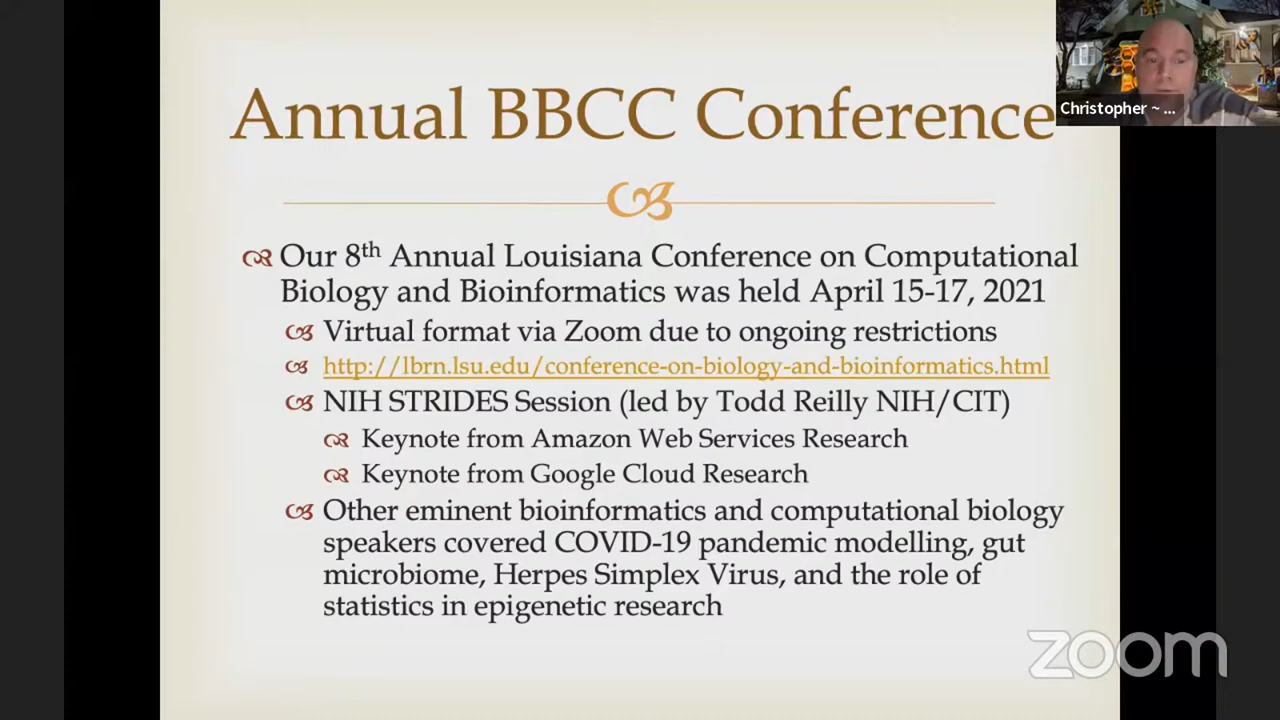 Annual BBCC Conference
Christopher ~ ...
Our 8th Annual Louisiana Conference on Computational
Biology and Bioinformatics was held April 15-17, 2021
Virtual format via Zoom due to ongoing restrictions
http://lbrn.lsu.edu/conference-on-biology-and-bioinformatics.html
NIH STRIDES Session (led by Todd Reilly NIH/CIT)
Keynote from Amazon Web Services Research
Keynote from Google Cloud Research
Other eminent bioinformatics and computational biology
speakers covered COVID-19 pandemic modelling, gut
microbiome, Herpes Simplex Virus, and the role of
statistics in epigenetic research
zoom